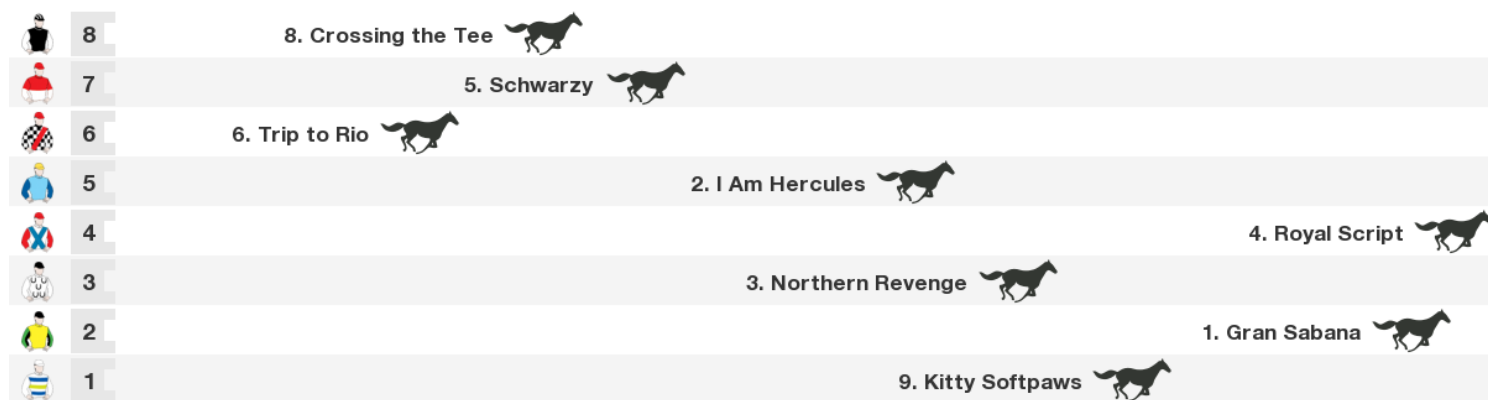 8 8. Crossing the Tee
7 5. Schwarzy
6 6. Trip to Rio
5 2. I Am Hercules
4 4. Royal Script
3 3. Northern Revenge
2 1. Gran Sabana
1 9. Kitty Softpaws